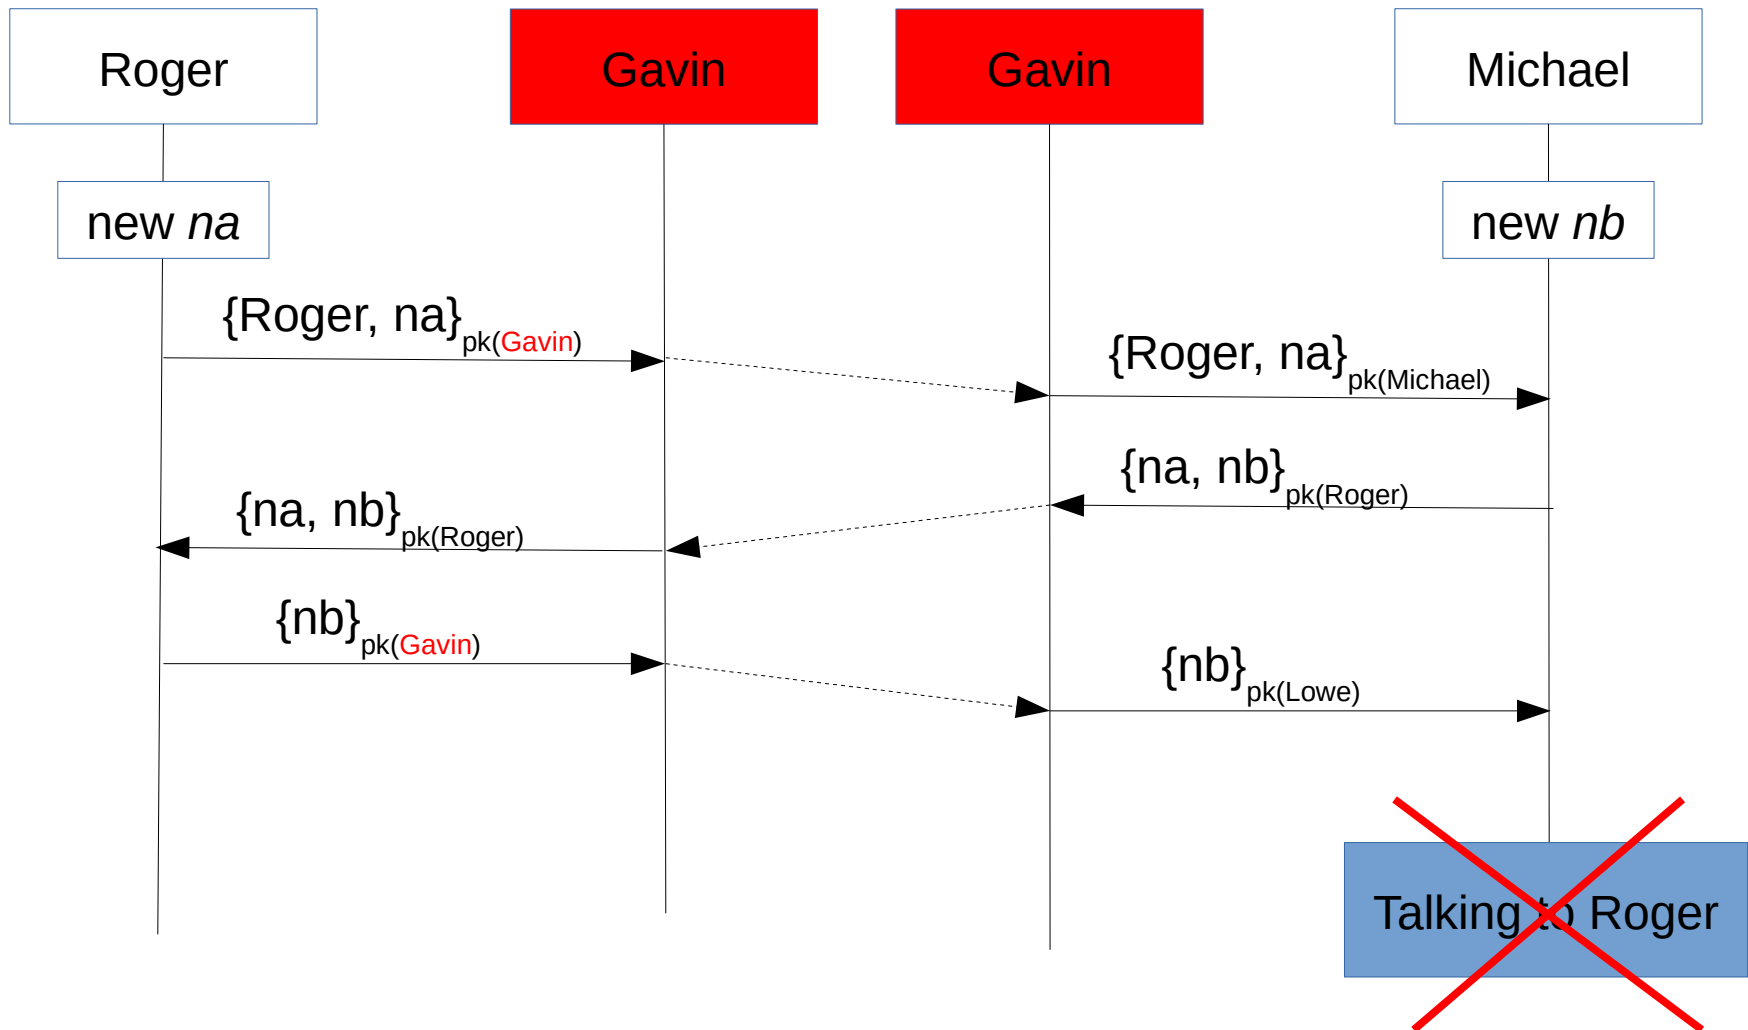 Roger
Gavin
Gavin
Michael
new na
new nb
{Roger, na}pk(Gavin)
{Roger, na}pk(Michael)
{na, nb}pk(Roger)
{na, nb}pk(Roger)
{nb}pk(Gavin)
{nb}pk(Lowe)
Talking to Roger